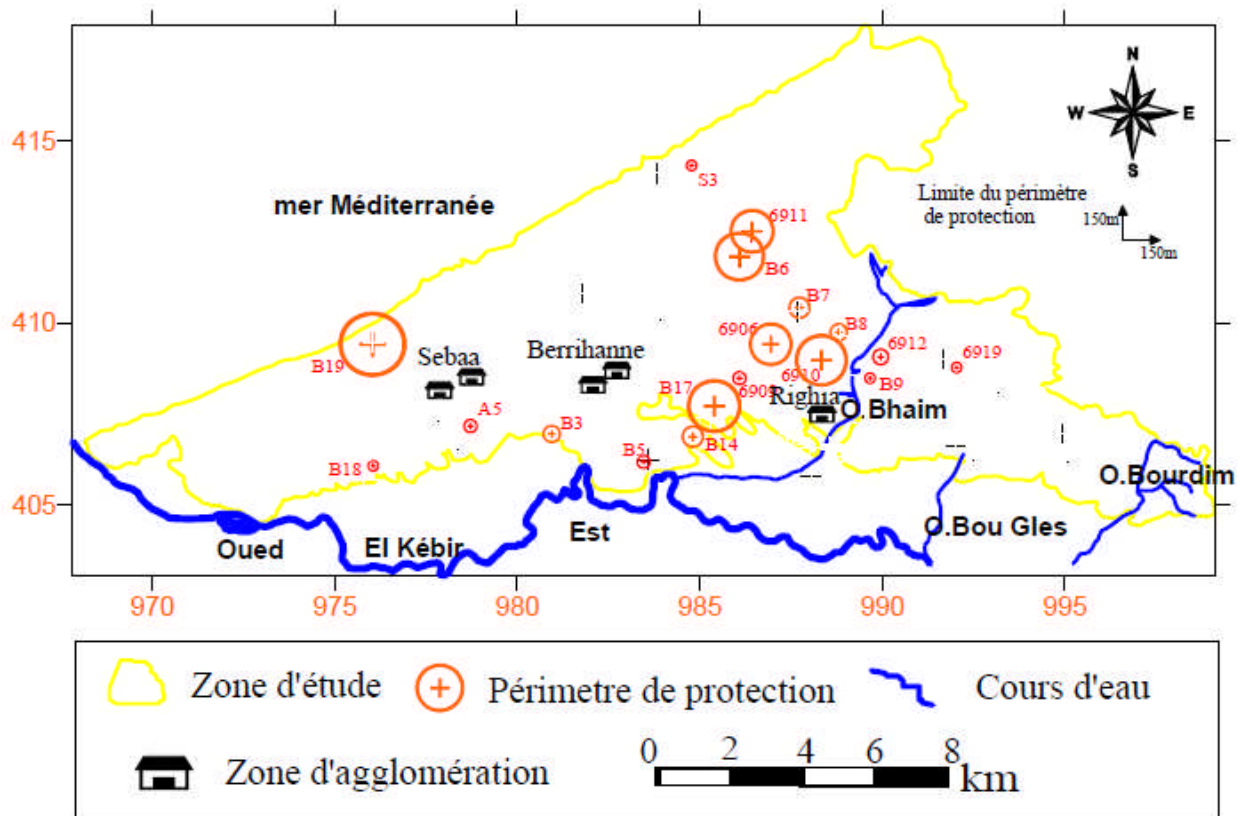 N
W E
S
415
410
405
mer Méditerranée
S3
Limite du périmètre
de protection
150m
150m
6911
B6
B7
B8
6906
6912
6919
B19
Sebaa
Berrihanne
6910
B9
B17
6909
Righia
O.Bhaim
A5
B3
B14
B5
B18
O.Bourdim
Oued
El Kébir
Est
O.Bou Gles
970
975
980
985
990
995
Zone d'étude
Périmetre de protection
Cours d'eau
Zone d'agglomération
0 2 4 6 8
km